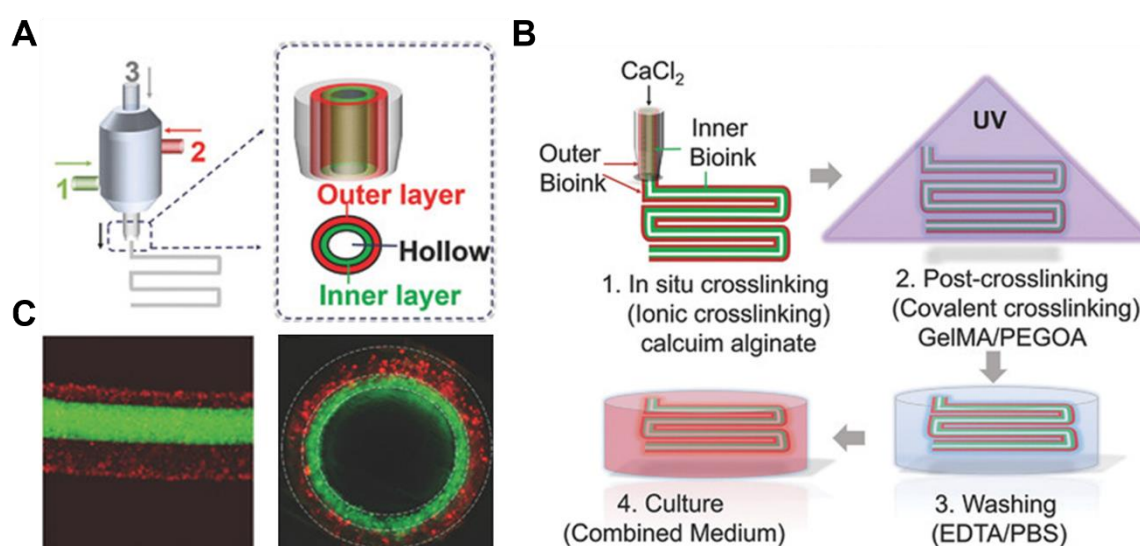 A
3
2
1
Outer layer
Hollow
Inner layer
B
CaCl2
Inner
Bioink
Outer
Bioink
UV
1. In situ crosslinking
(Ionic crosslinking)
calcuim alginate
2. Post-crosslinking
(Covalent crosslinking)
GelMA/PEGOA
3. Washing
(EDTA/PBS)
4. Culture
(Combined Medium)
C